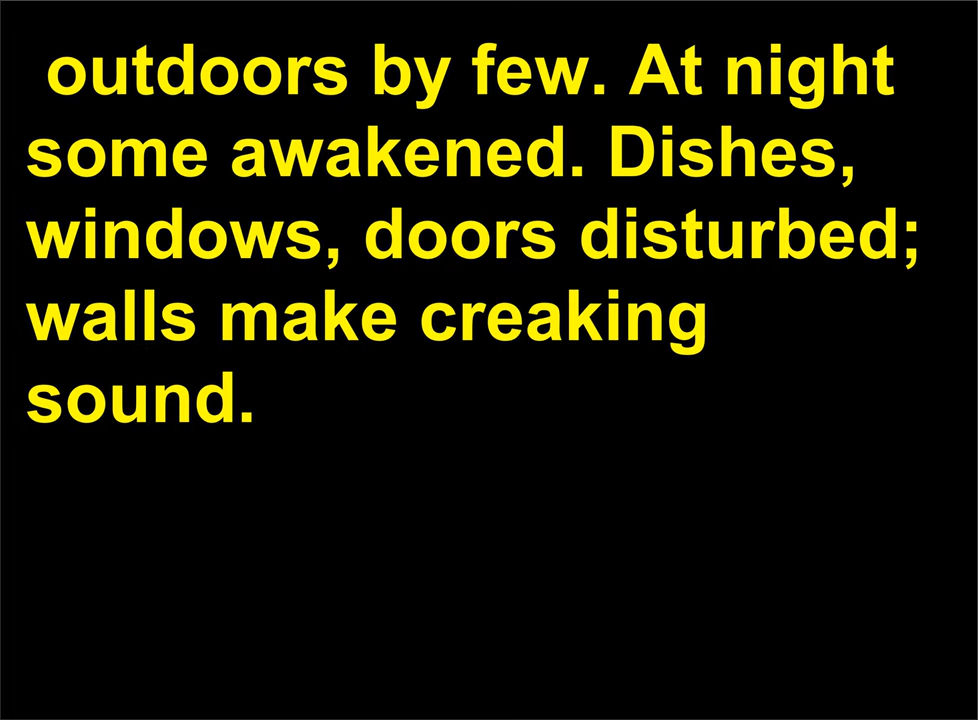 outdoors by few. At night
some awakened. Dishes,
windows, doors disturbed;
walls make creaking
sound.